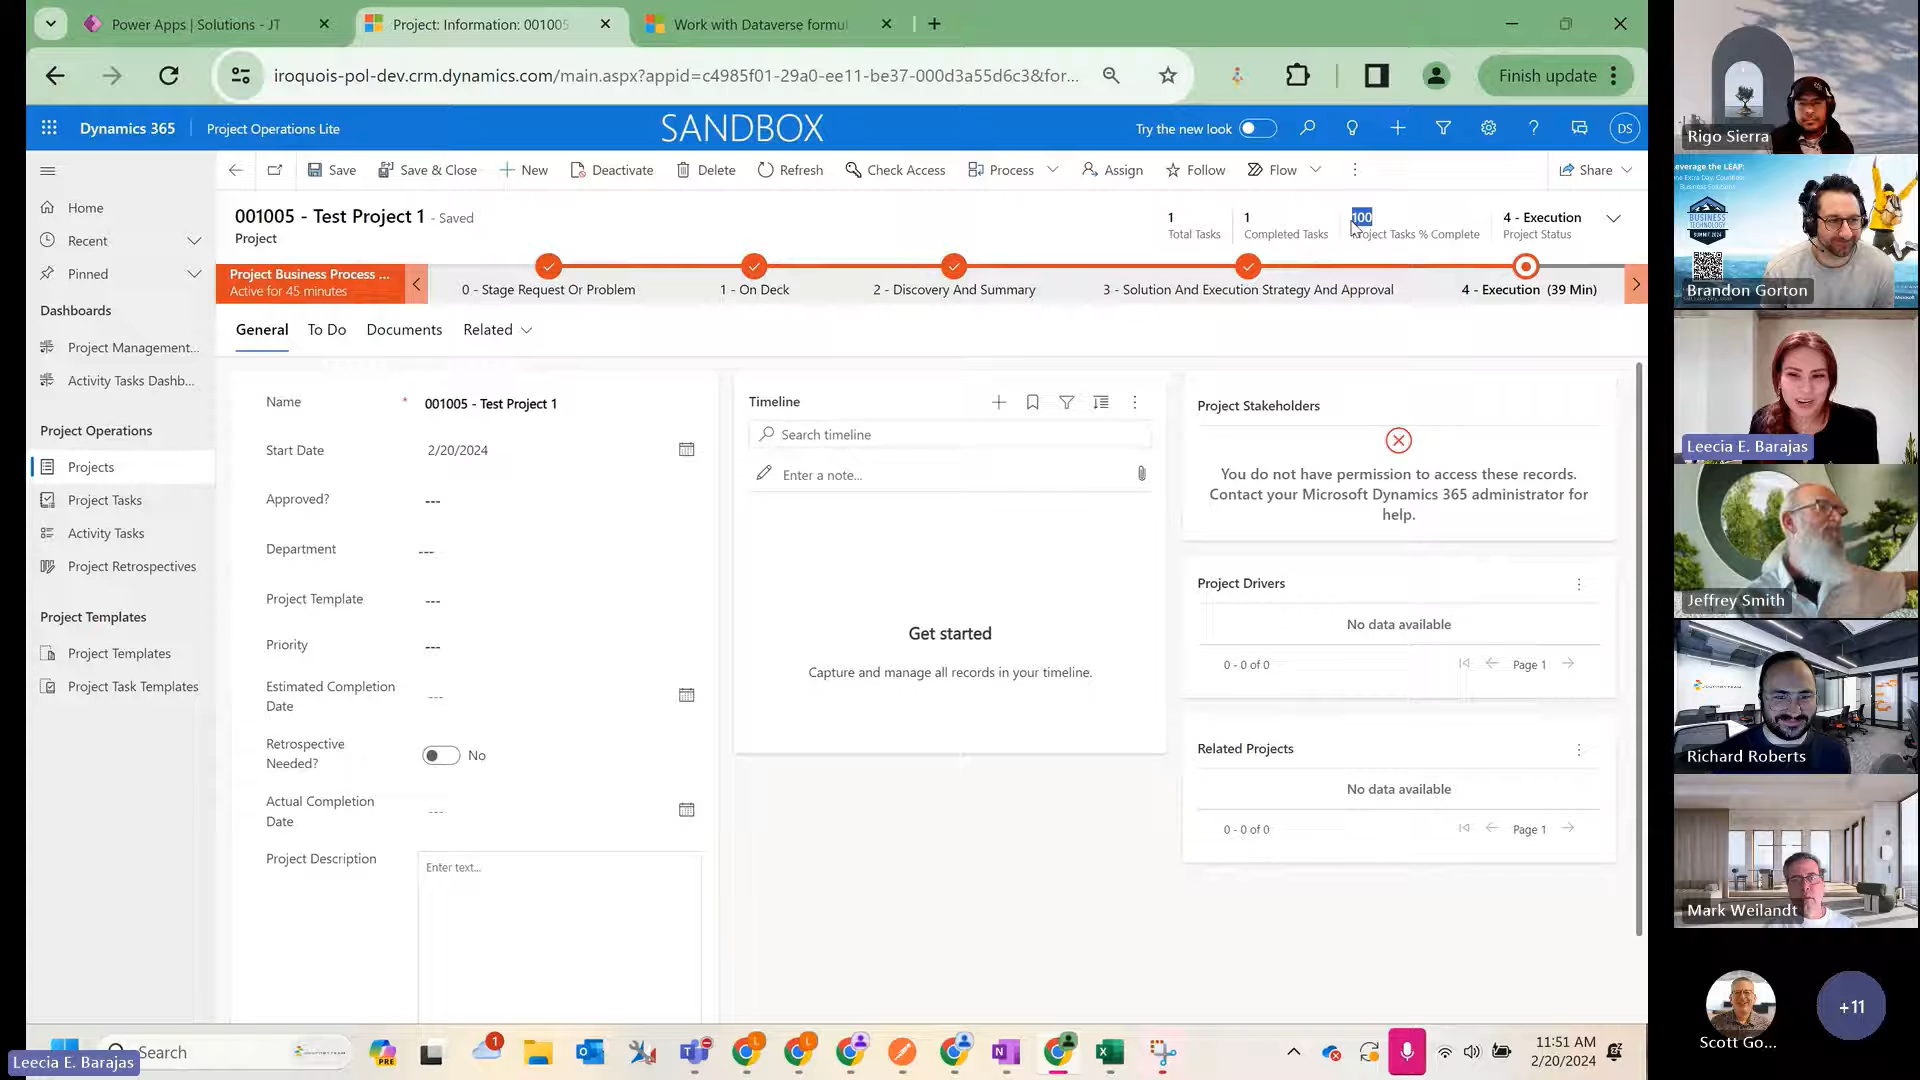 Power Apps | Solutions - JT
Project: Information: 001005
Work with Dataverse formul
iroquois-pol-dev.crm.dynamics.com/main.aspx?appid=c4985f01-29a0-ee11-be37-000d3a55d6c3&for...
Finish update
Dynamics 365
Project Operations Lite
SANDBOX
Try the new look
DS
Save
Save & Close
New
Deactivate
Delete
Refresh
Check Access
Process
Assign
Follow
Flow
Share
Home
Recent
Pinned
Dashboards
Project Management...
Activity Tasks Dashb...
Project Operations
Projects
Project Tasks
Activity Tasks
Project Retrospectives
Project Templates
Project Templates
Project Task Templates
001005 - Test Project 1 - Saved
Project
1
Total Tasks
1
Completed Tasks
100
Project Tasks % Complete
4 - Execution
Project Status
Project Business Process ...
Active for 45 minutes
0 - Stage Request Or Problem
1 - On Deck
2 - Discovery And Summary
3 - Solution And Execution Strategy And Approval
4 - Execution (39 Min)
General
To Do
Documents
Related
Name
*
001005 - Test Project 1
Start Date
2/20/2024
Approved?
---
Department
---
Project Template
---
Priority
---
Estimated Completion
Date
---
Retrospective
Needed?
No
Actual Completion
Date
---
Project Description
Enter text...
Timeline
Search timeline
Enter a note...
Get started
Capture and manage all records in your timeline.
Project Stakeholders
You do not have permission to access these records.
Contact your Microsoft Dynamics 365 administrator for
help.
Project Drivers
No data available
0 - 0 of 0
Page 1
Related Projects
No data available
0 - 0 of 0
Page 1
Search
PRE
1
11:51 AM
2/20/2024
Leecia E. Barajas
Rigo Sierra
everage the LEAP:
BUSINESS
TECHNOLOGY
SUMMIT 2024
Brandon Gorton
Leecia E. Barajas
Jeffrey Smith
Richard Roberts
Mark Weilandt
Scott Go...
+11